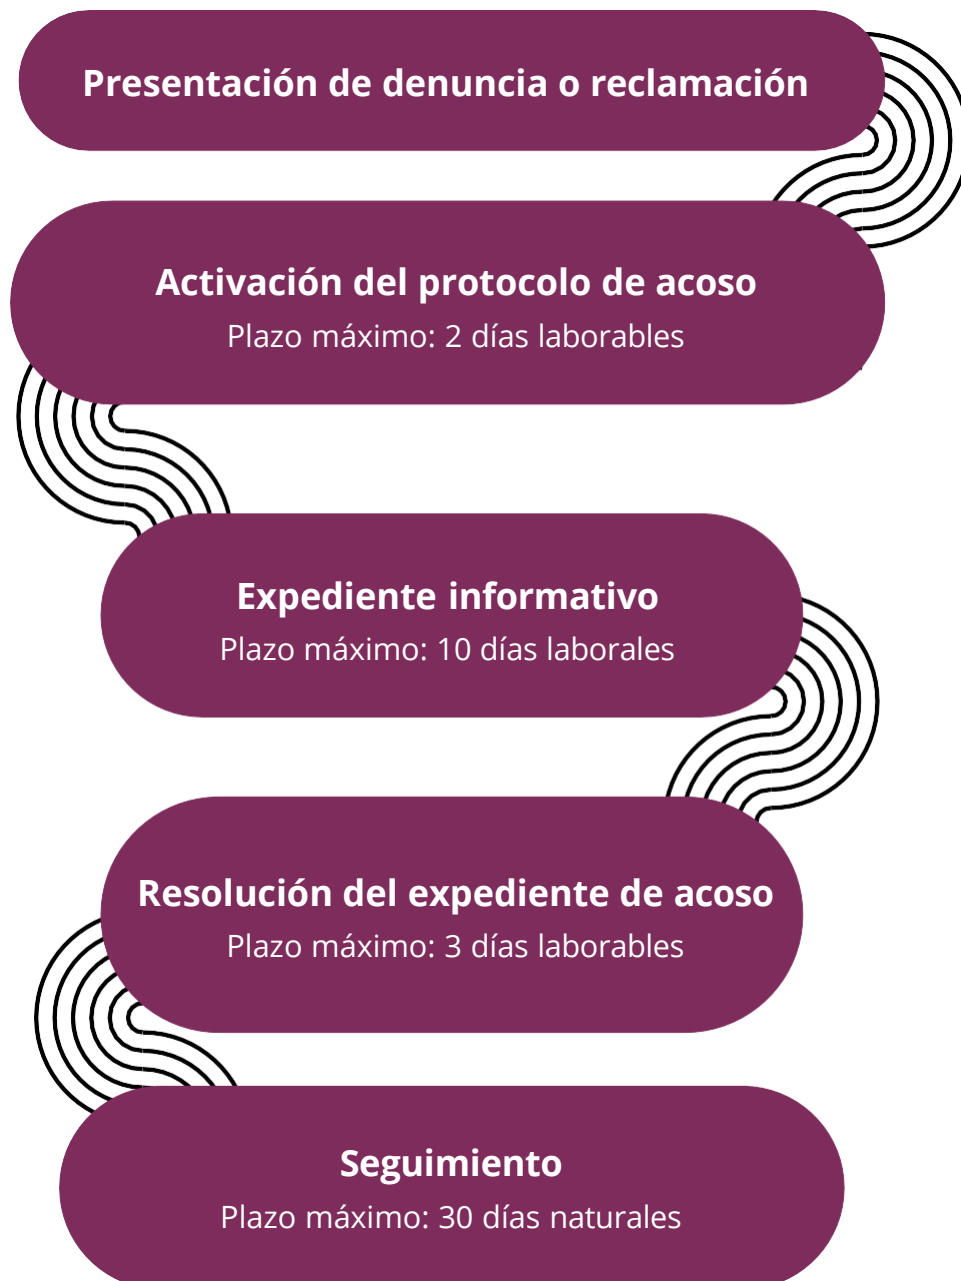 Presentación de denuncia o reclamación
Activación del protocolo de acoso
Plazo máximo: 2 días laborables
Expediente informativo
Plazo máximo: 10 días laborales
Resolución del expediente de acoso
Plazo máximo: 3 días laborables
Seguimiento
Plazo máximo: 30 días naturales